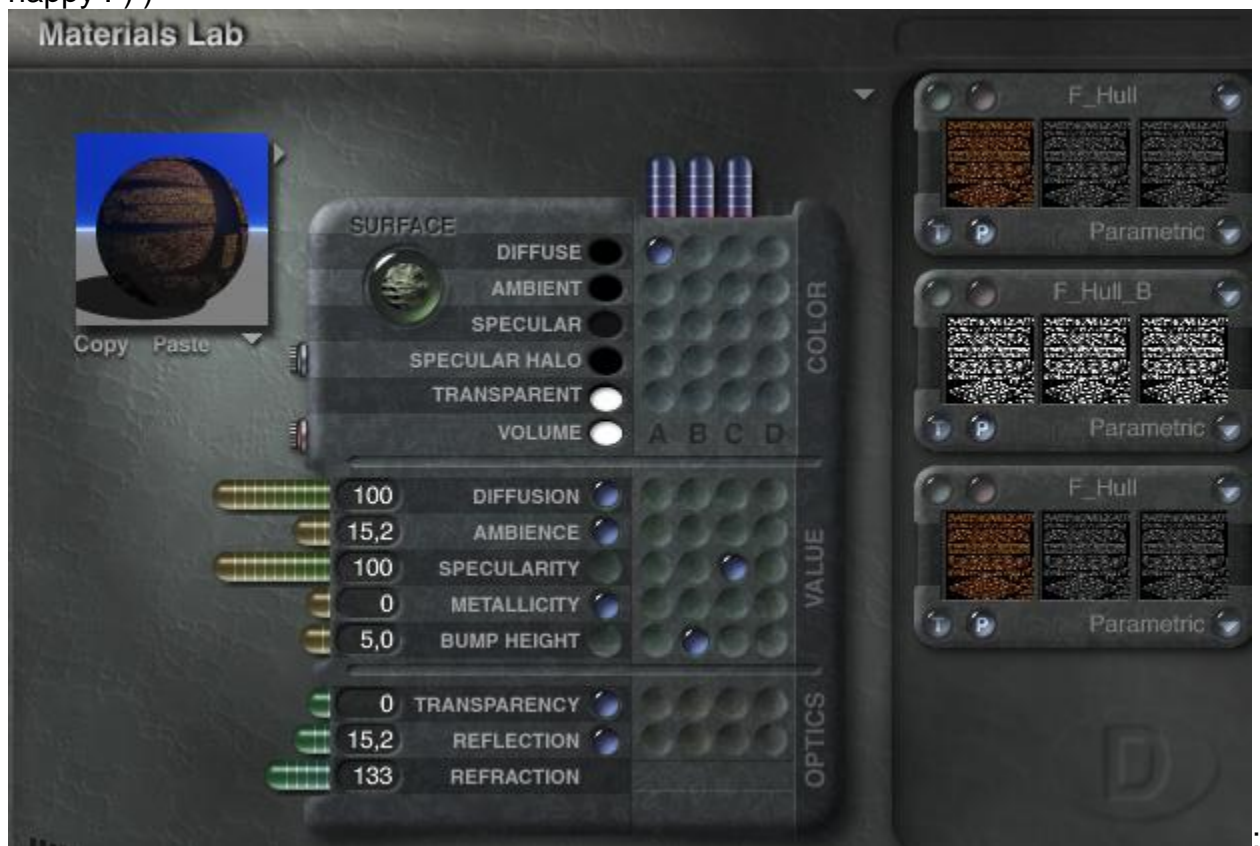 happy : ) )
Materials Lab
Copy Paste
SURFACE
DIFFUSE
AMBIENT
SPECULAR
SPECULAR HALO
TRANSPARENT
VOLUME
A B C D
COLOR
100 DIFFUSION
15,2 AMBIENCE
100 SPECULARITY
0 METALLICITY
5,0 BUMP HEIGHT
VALUE
0 TRANSPARENCY
15,2 REFLECTION
133 REFRACTION
OPTICS
F_Hull
T P Parametric
F_Hull_B
T P Parametric
F_Hull
T P Parametric
D
.